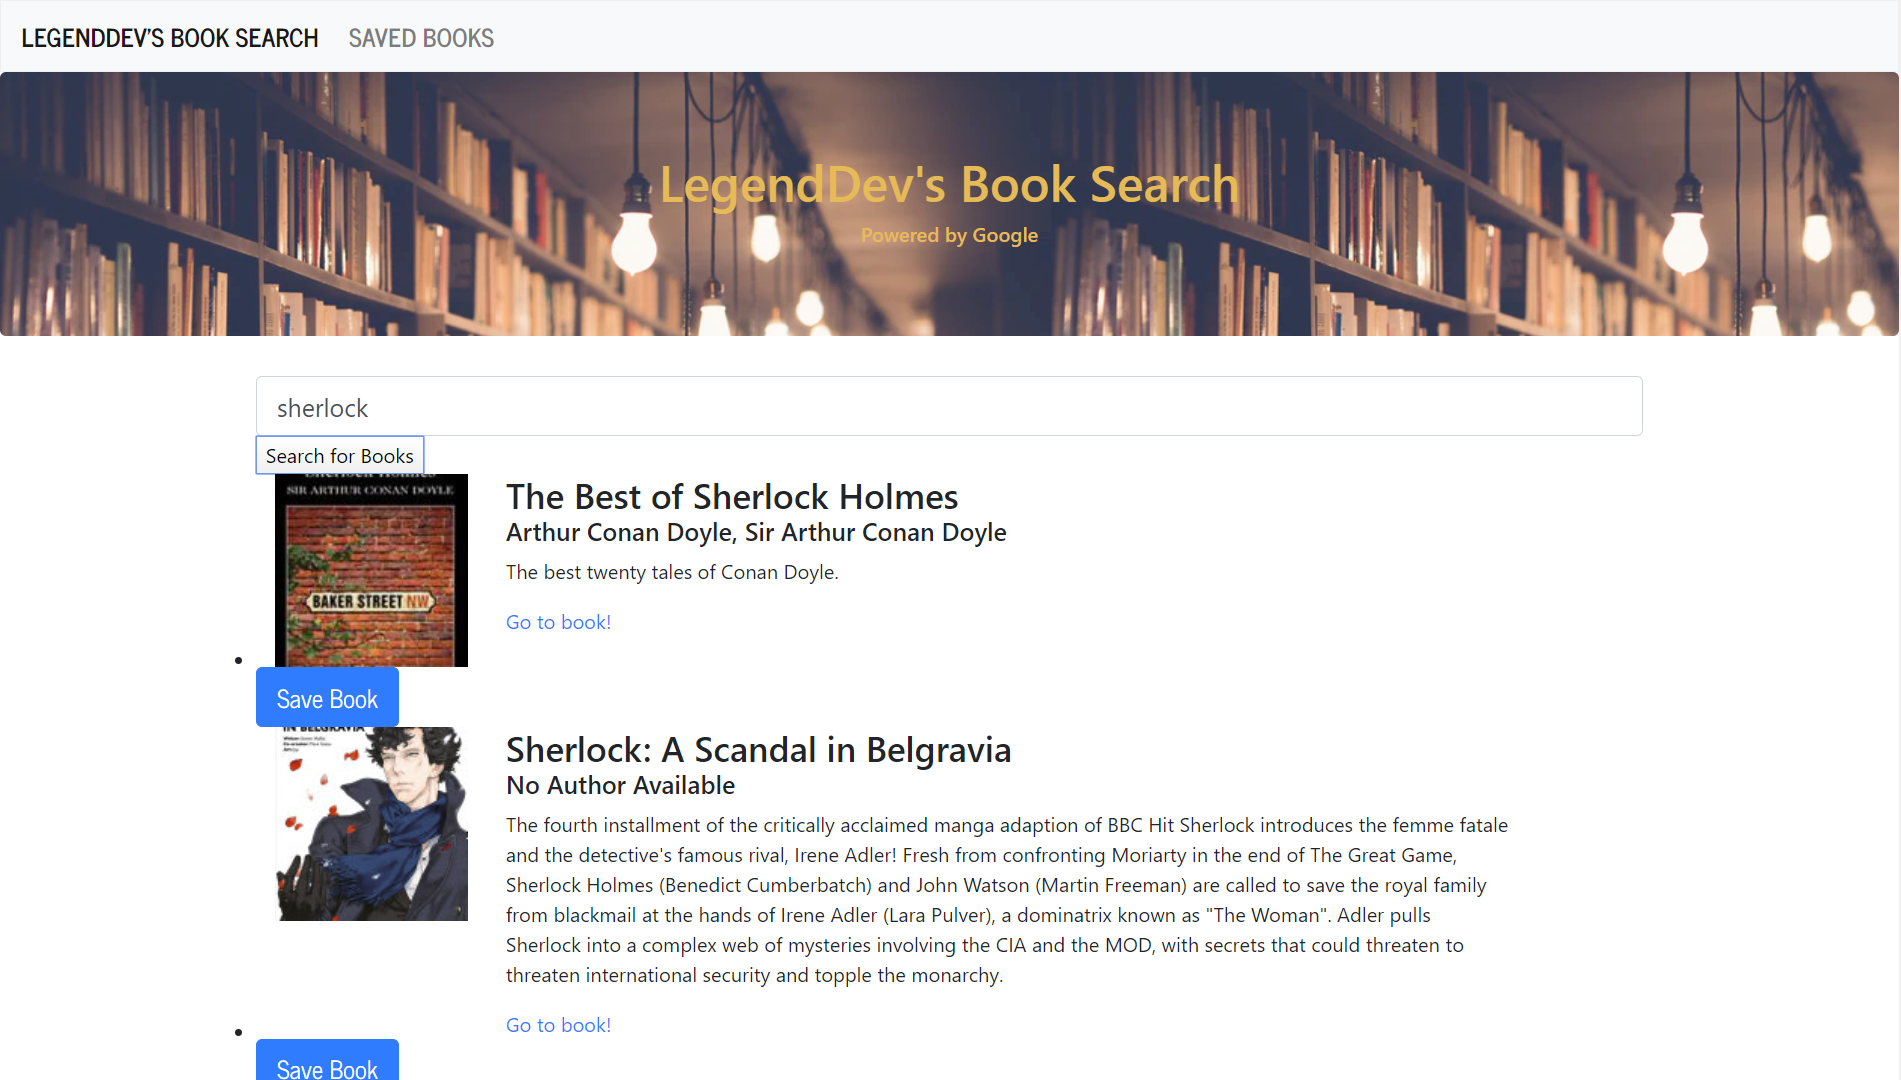 LEGENDDEV'S BOOK SEARCH SAVED BOOKS
LegendDev's Book Search
Powered by Google
sherlock
Search for Books
SIR ARTHUR CONAN DOYLE
BAKER STREET NW
The Best of Sherlock Holmes
Arthur Conan Doyle, Sir Arthur Conan Doyle
The best twenty tales of Conan Doyle.
Go to book!
Save Book
IN BELGRAVIA
Sherlock: A Scandal in Belgravia
No Author Available
The fourth installment of the critically acclaimed manga adaption of BBC Hit Sherlock introduces the femme fatale
and the detective's famous rival, Irene Adler! Fresh from confronting Moriarty in the end of The Great Game,
Sherlock Holmes (Benedict Cumberbatch) and John Watson (Martin Freeman) are called to save the royal family
from blackmail at the hands of Irene Adler (Lara Pulver), a dominatrix known as "The Woman". Adler pulls
Sherlock into a complex web of mysteries involving the CIA and the MOD, with secrets that could threaten to
threaten international security and topple the monarchy.
Go to book!
Save Book